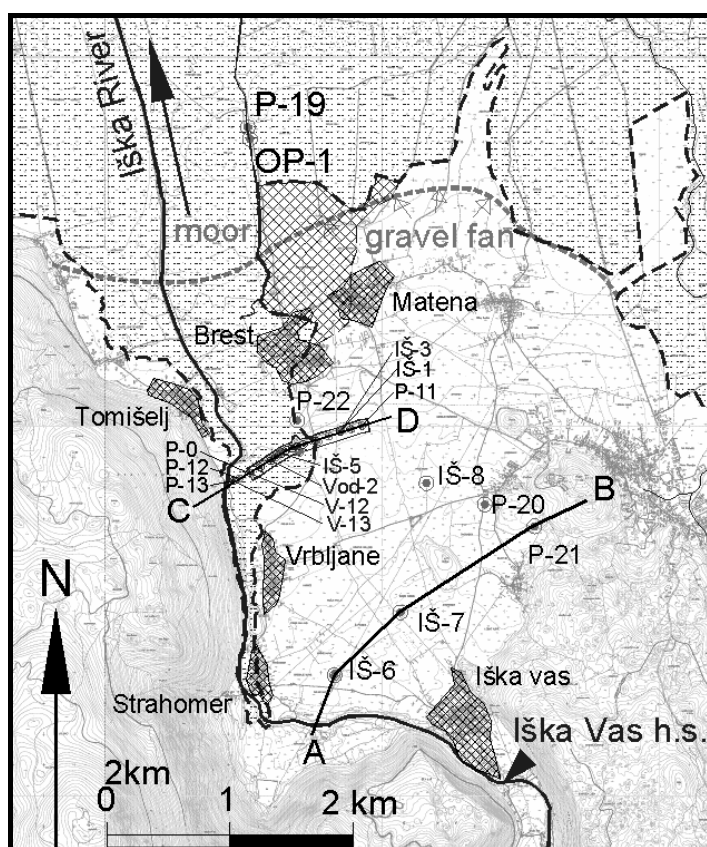 Iška River
P-19
OP-1
moor
gravel fan
Matena
Brest
IŠ-3
IŠ-1
P-11
Tomišelj
P-22
D
P-0
P-12
P-13
C
IŠ-5
Vod-2
V-12
V-13
IŠ-8
P-20
B
P-21
Vrbljane
N
IŠ-7
IŠ-6
Iška vas
Strahomer
A
Iška Vas h.s.
2km
0 1 2 km